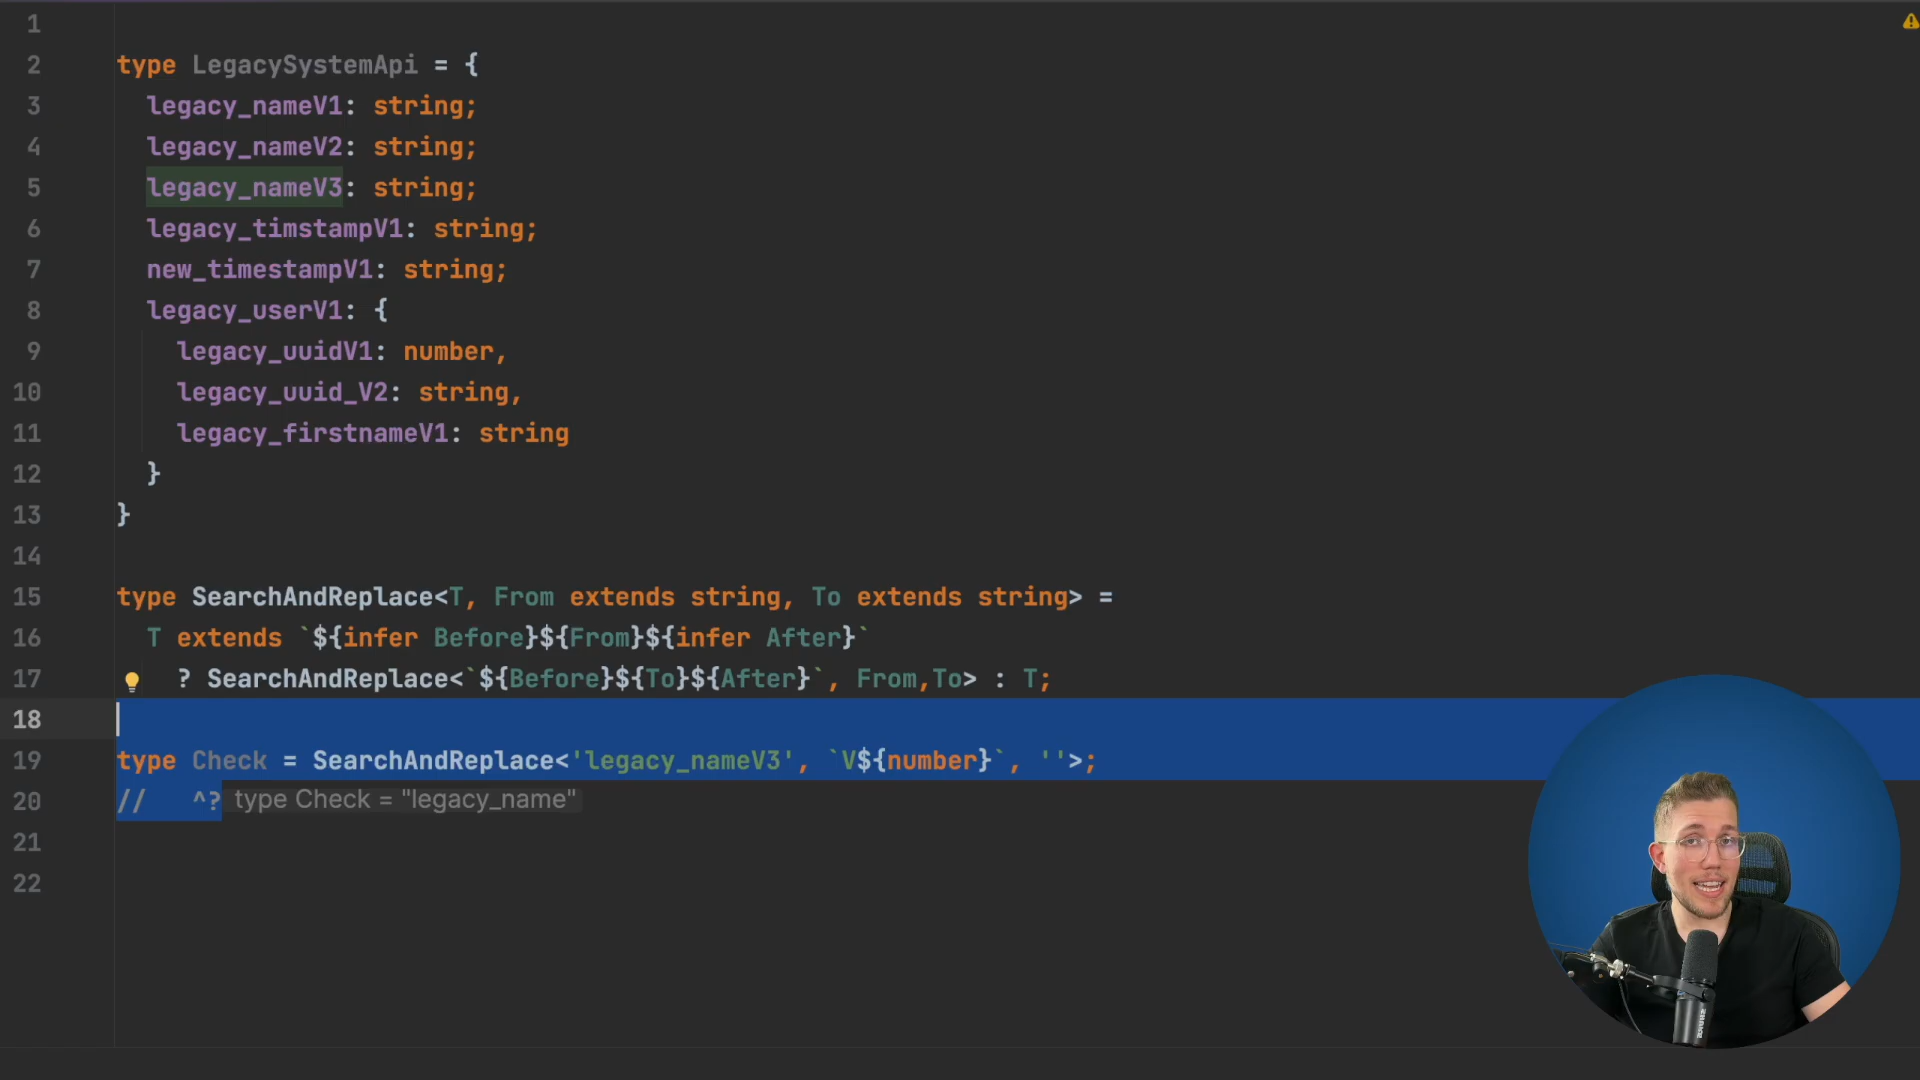 1
2 type LegacySystemApi = {
3 legacy_nameV1: string;
4 legacy_nameV2: string;
5 legacy_nameV3: string;
6 legacy_timstampV1: string;
7 new_timestampV1: string;
8 legacy_userV1: {
9 legacy_uuidV1: number,
10 legacy_uuid_V2: string,
11 legacy_firstnameV1: string
12 }
13 }
14
15 type SearchAndReplace<T, From extends string, To extends string> =
16 T extends `${infer Before}${From}${infer After}`
17 ? SearchAndReplace<`${Before}${To}${After}`, From,To> : T;
18
19 type Check = SearchAndReplace<'legacy_nameV3', `V${number}`, ''>;
20 // ^? type Check = "legacy_name"
21
22